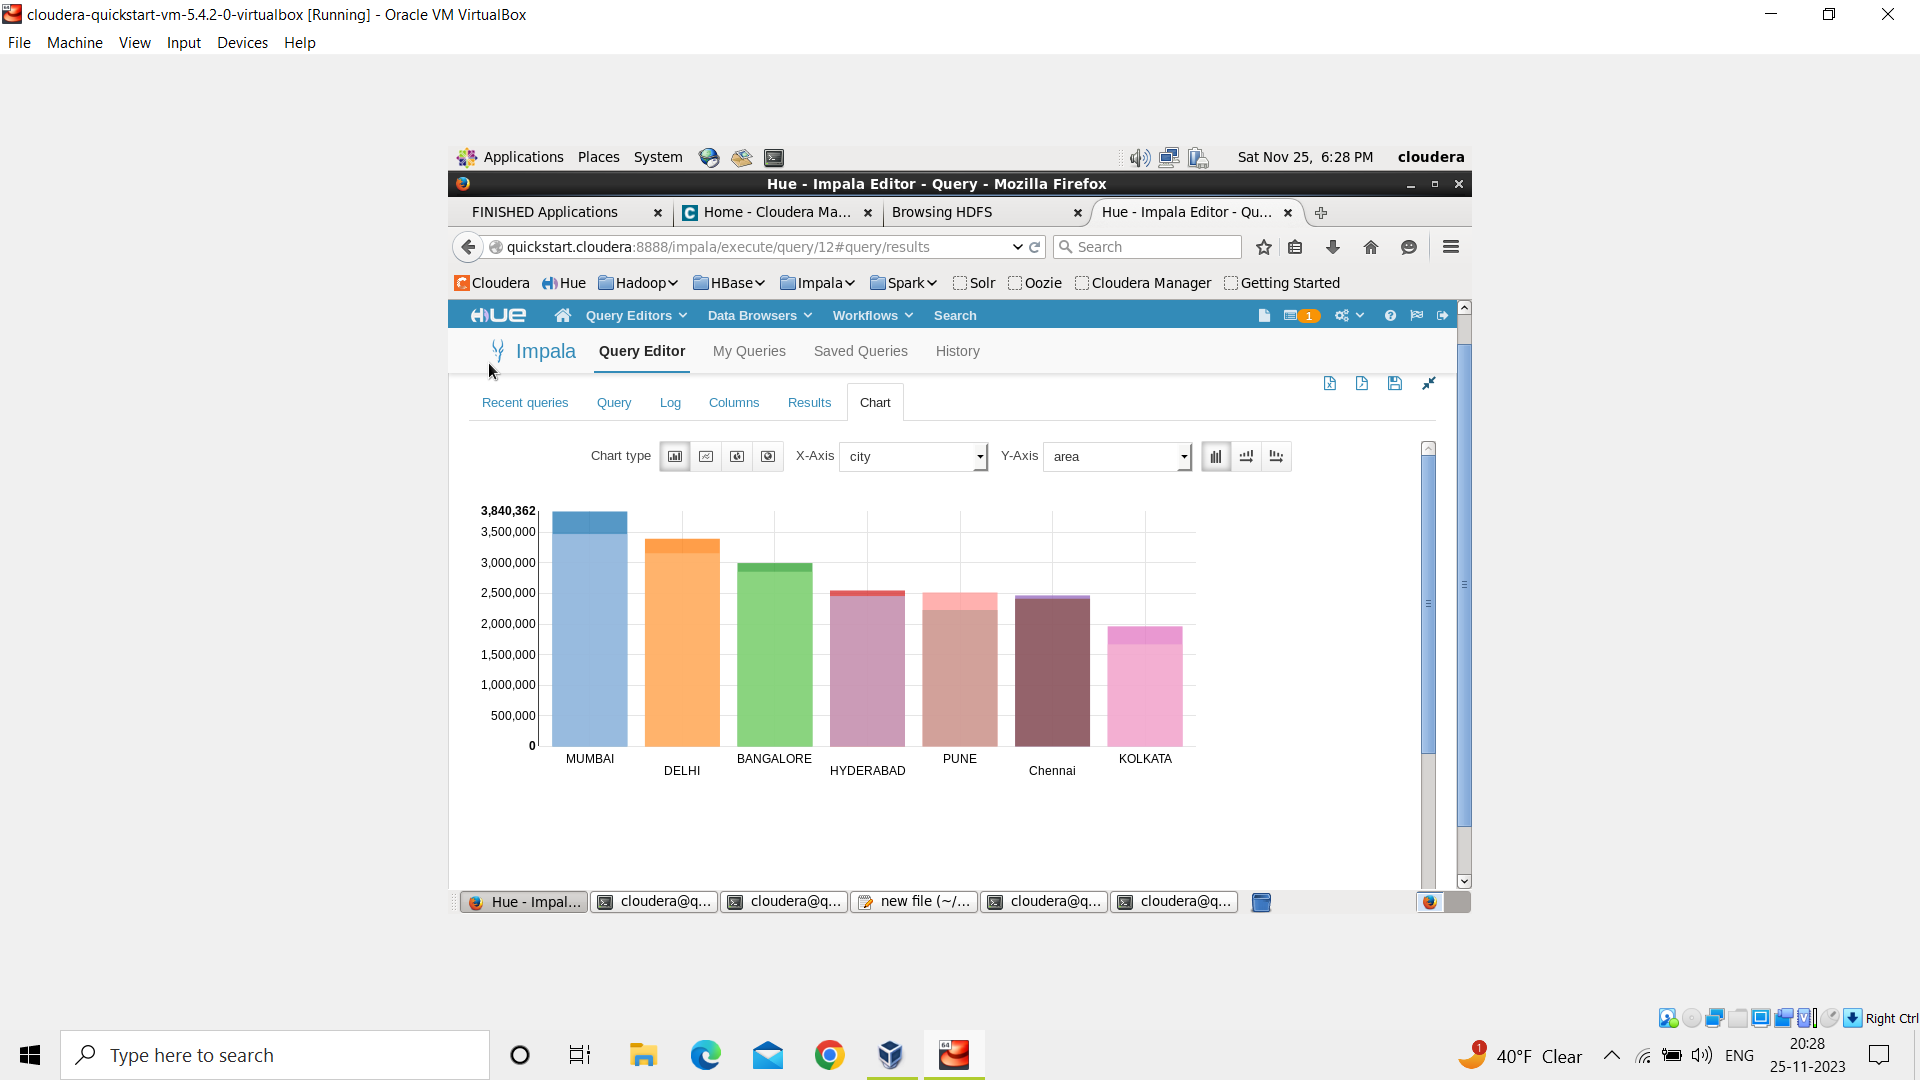 cloudera-quickstart-vm-5.4.2-0-virtualbox [Running] - Oracle VM VirtualBox
File Machine View Input Devices Help
Applications Places System Sat Nov 25, 6:28 PM cloudera
Hue - Impala Editor - Query - Mozilla Firefox
FINISHED Applications Home - Cloudera Ma... Browsing HDFS Hue - Impala Editor - Qu...
quickstart.cloudera:8888/impala/execute/query/12#query/results Search
Cloudera Hue Hadoop HBase Impala Spark Solr Oozie Cloudera Manager Getting Started
HUE Query Editors Data Browsers Workflows Search 1
Impala Query Editor My Queries Saved Queries History
Recent queries Query Log Columns Results Chart
Chart type X-Axis city Y-Axis area
3,840,362
3,500,000
3,000,000
2,500,000
2,000,000
1,500,000
1,000,000
500,000
0
MUMBAI DELHI BANGALORE HYDERABAD PUNE Chennai KOLKATA
Hue - Impal... cloudera@q... cloudera@q... new file (~/... cloudera@q... cloudera@q...
Right Ctrl
Type here to search 64 1 40°F Clear ENG 20:28
25-11-2023